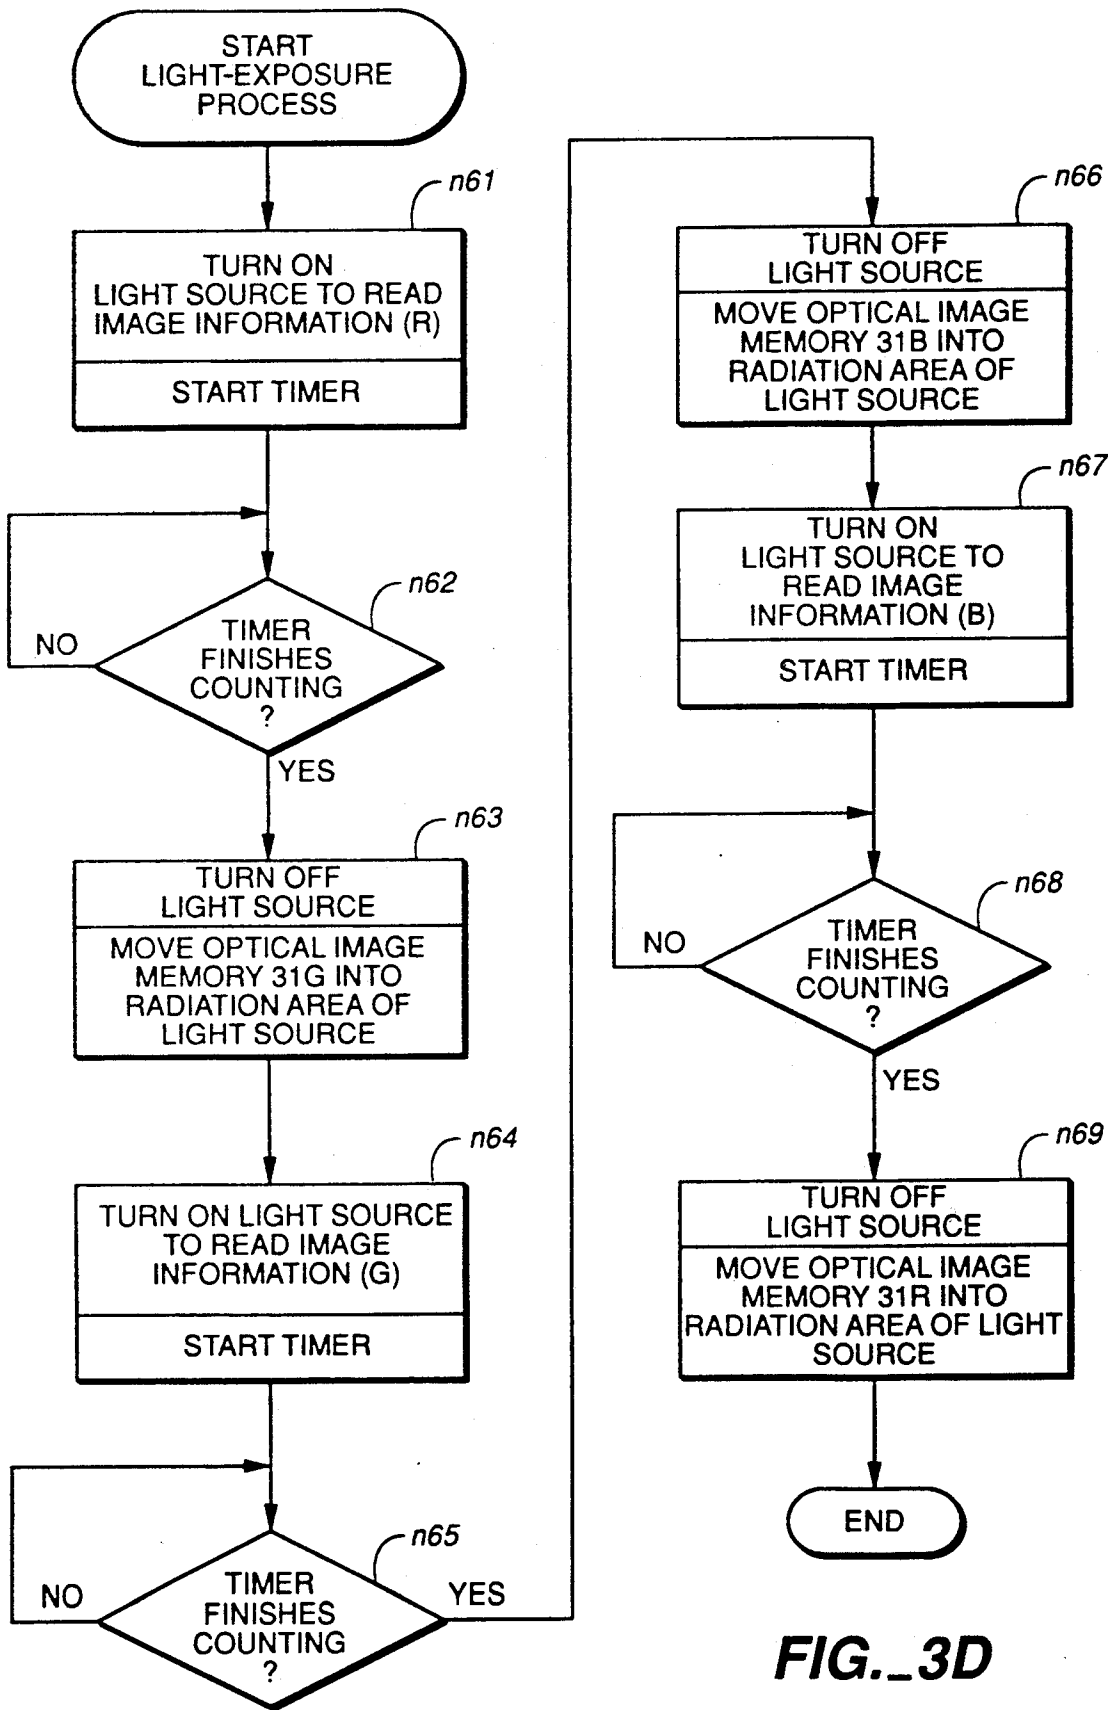 START
LIGHT-EXPOSURE
PROCESS
n61
TURN ON
LIGHT SOURCE TO READ
IMAGE INFORMATION (R)
START TIMER
n62
NO
TIMER
FINISHES
COUNTING
?
YES
n63
TURN OFF
LIGHT SOURCE
MOVE OPTICAL IMAGE
MEMORY 31G INTO
RADIATION AREA OF
LIGHT SOURCE
n64
TURN ON LIGHT SOURCE
TO READ IMAGE
INFORMATION (G)
START TIMER
n65
NO
TIMER
FINISHES
COUNTING
?
YES
n66
TURN OFF
LIGHT SOURCE
MOVE OPTICAL IMAGE
MEMORY 31B INTO
RADIATION AREA OF
LIGHT SOURCE
n67
TURN ON
LIGHT SOURCE TO
READ IMAGE
INFORMATION (B)
START TIMER
n68
NO
TIMER
FINISHES
COUNTING
?
YES
n69
TURN OFF
LIGHT SOURCE
MOVE OPTICAL IMAGE
MEMORY 31R INTO
RADIATION AREA OF LIGHT
SOURCE
END
FIG._3D